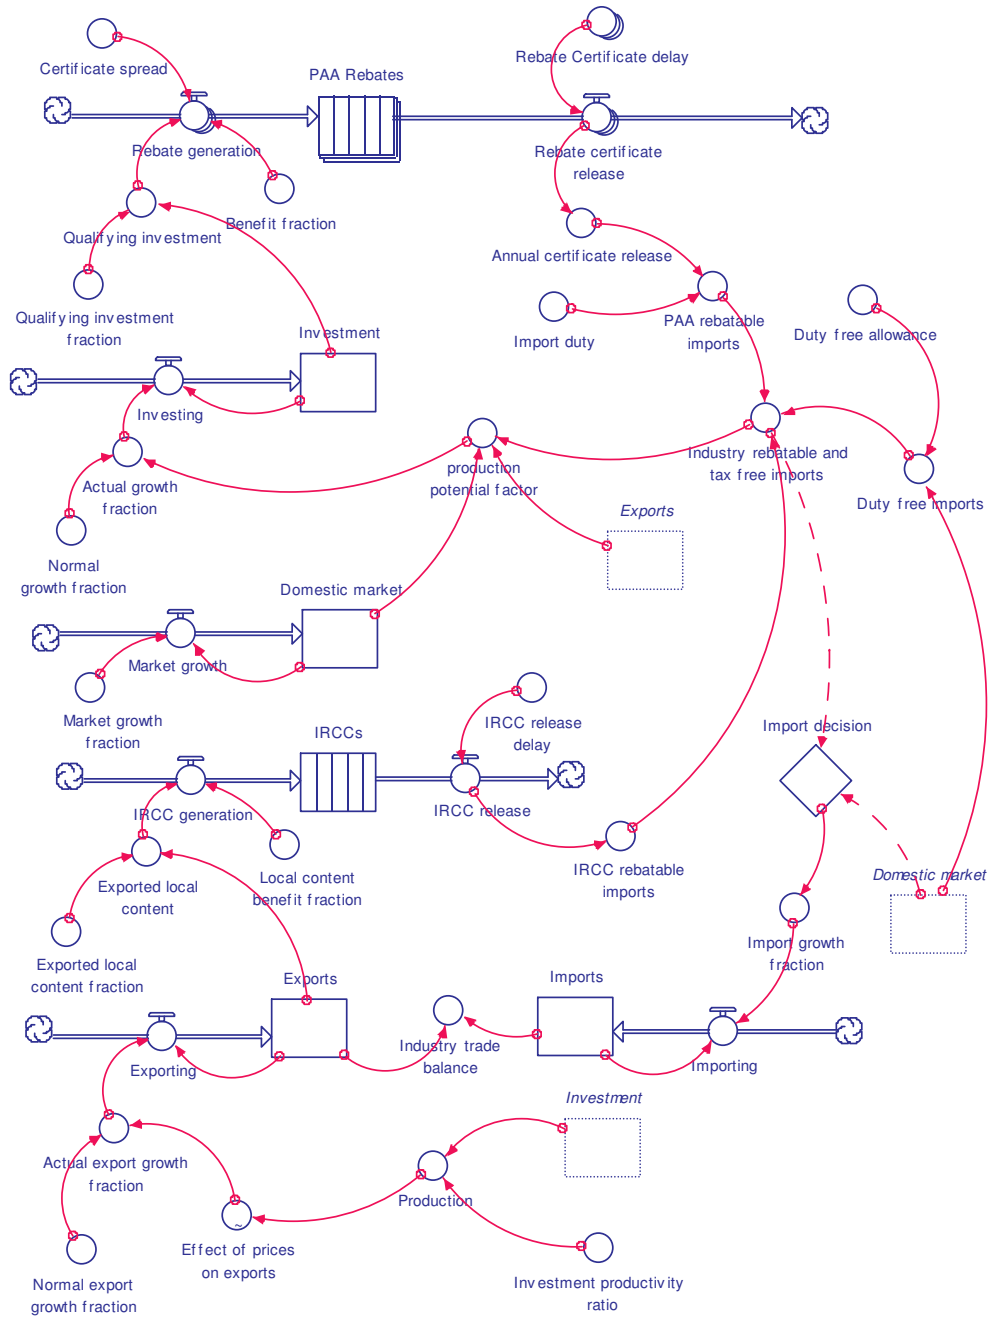 Certificate spread
PAA Rebates
Rebate Certificate delay
Rebate generation
Rebate certificate
release
Benefit fraction
Qualifying investment
Annual certificate release
Qualifying investment
fraction
Investment
Import duty
PAA rebatable
imports
Duty free allowance
Investing
Actual growth
fraction
production
potential factor
Industry rebatable and
tax free imports
Duty free imports
Exports
Normal
growth fraction
Domestic market
Market growth
Market growth
fraction
IRCCs
IRCC release
delay
Import decision
IRCC generation
IRCC release
Exported local
content
Local content
benefit fraction
IRCC rebatable
imports
Domestic market
Exported local
content fraction
Import growth
fraction
Exports
Imports
Exporting
Industry trade
balance
Importing
Investment
Actual export growth
fraction
Production
~
Effect of prices
on exports
Normal export
growth fraction
Investment productivity
ratio